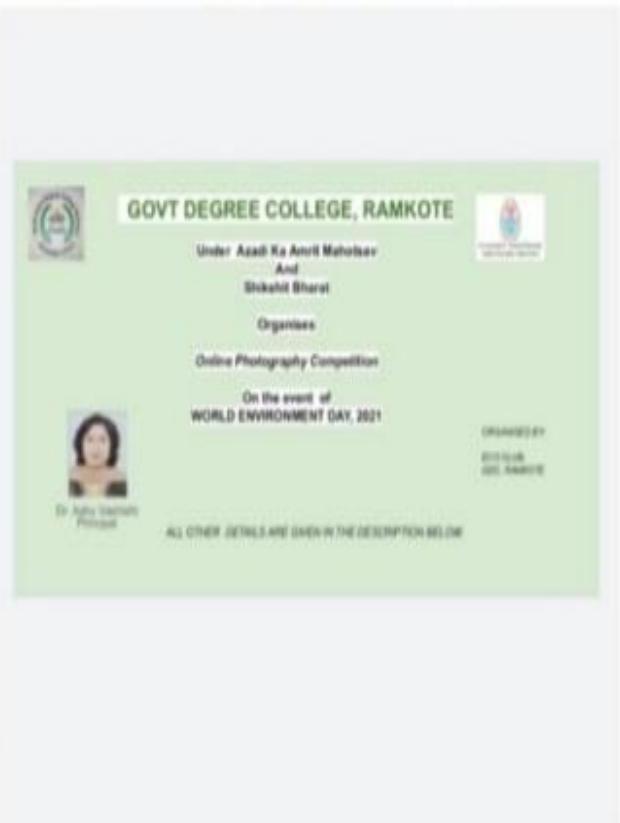 GOVT DEGREE COLLEGE, RAMKOTE
Under Azadi Ka Amrit Mahotsav
And
Shikshit Bharat
Organises
Online Photography Competition
On the event of
WORLD ENVIRONMENT DAY, 2021
ORGANISED BY
ECO CLUB
GDC, RAMKOTE
Dr
Principal
ALL OTHER DETAILS ARE GIVEN IN THE DESCRIPTION BELOW